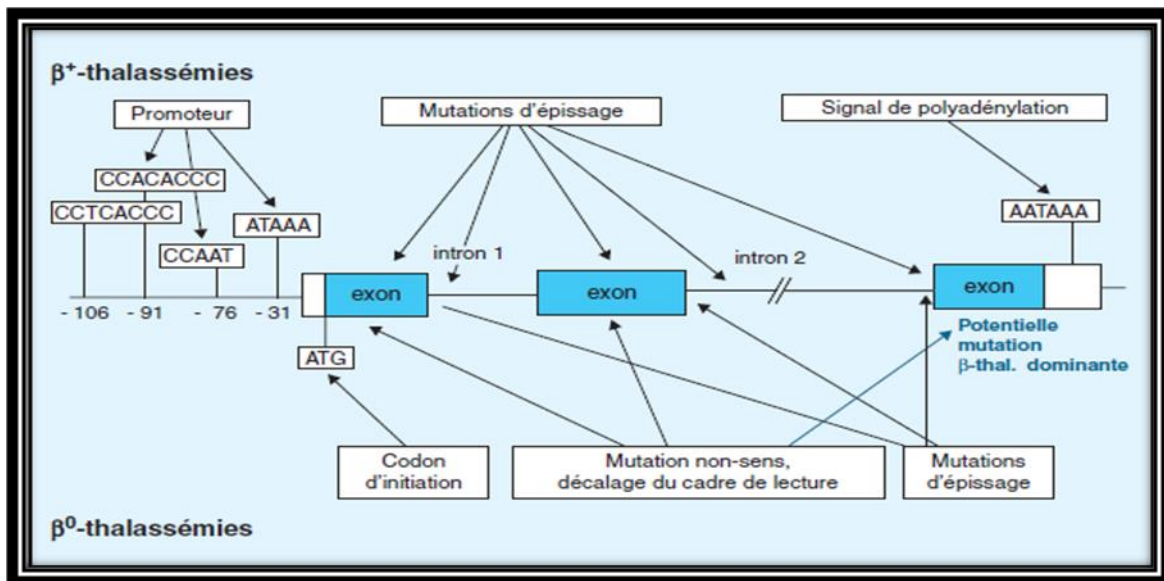 β⁺-thalassémies
Promoteur
Mutations d'épissage
Signal de polyadénylation
CCACACCC
CCTCACCC
ATAAA
AATAAA
CCAAT
intron 1
intron 2
exon
exon
exon
- 106
- 91
- 76
- 31
ATG
Potentielle
mutation
β-thal. dominante
Codon
d'initiation
Mutation non-sens,
décalage du cadre de lecture
Mutations
d'épissage
β⁰-thalassémies